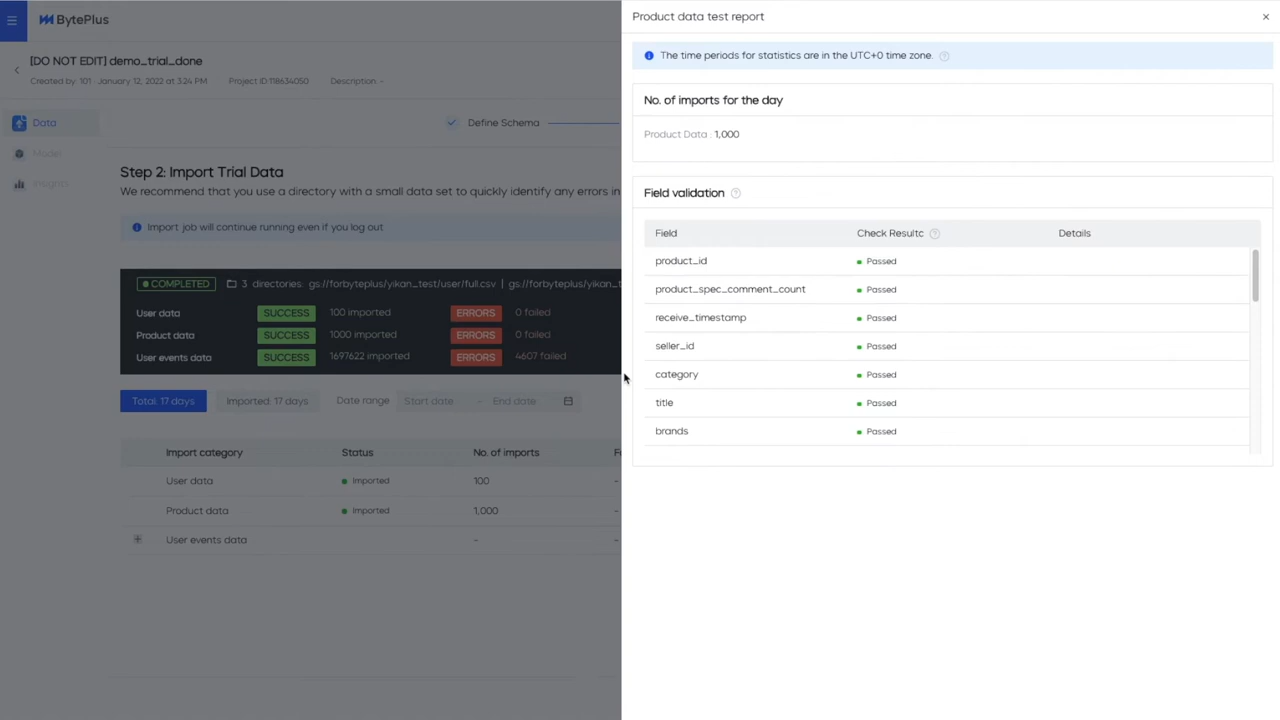 BytePlus
[DO NOT EDIT] demo_trial_done
Created by: 101 · January 12, 2022 at 3:24 PM
Project ID:118634050
Description: -
Data
Model
Insights
Define Schema
Step 2: Import Trial Data
We recommend that you use a directory with a small data set to quickly identify any errors in
Import job will continue running even if you log out
COMPLETED
3 directories: gs://forbyteplus/yikan_test/user/full.csv | gs://forbyteplus/yikan_t
User data SUCCESS 100 imported ERRORS 0 failed
Product data SUCCESS 1000 imported ERRORS 0 failed
User events data SUCCESS 1697622 imported ERRORS 4607 failed
Total: 17 days
Imported: 17 days
Date range
Start date - End date
Import category Status No. of imports
User data Imported 100 -
Product data Imported 1,000 -
User events data -
Product data test report
The time periods for statistics are in the UTC+0 time zone.
No. of imports for the day
Product Data : 1,000
Field validation
Field Check Resultc Details
product_id Passed
product_spec_comment_count Passed
receive_timestamp Passed
seller_id Passed
category Passed
title Passed
brands Passed